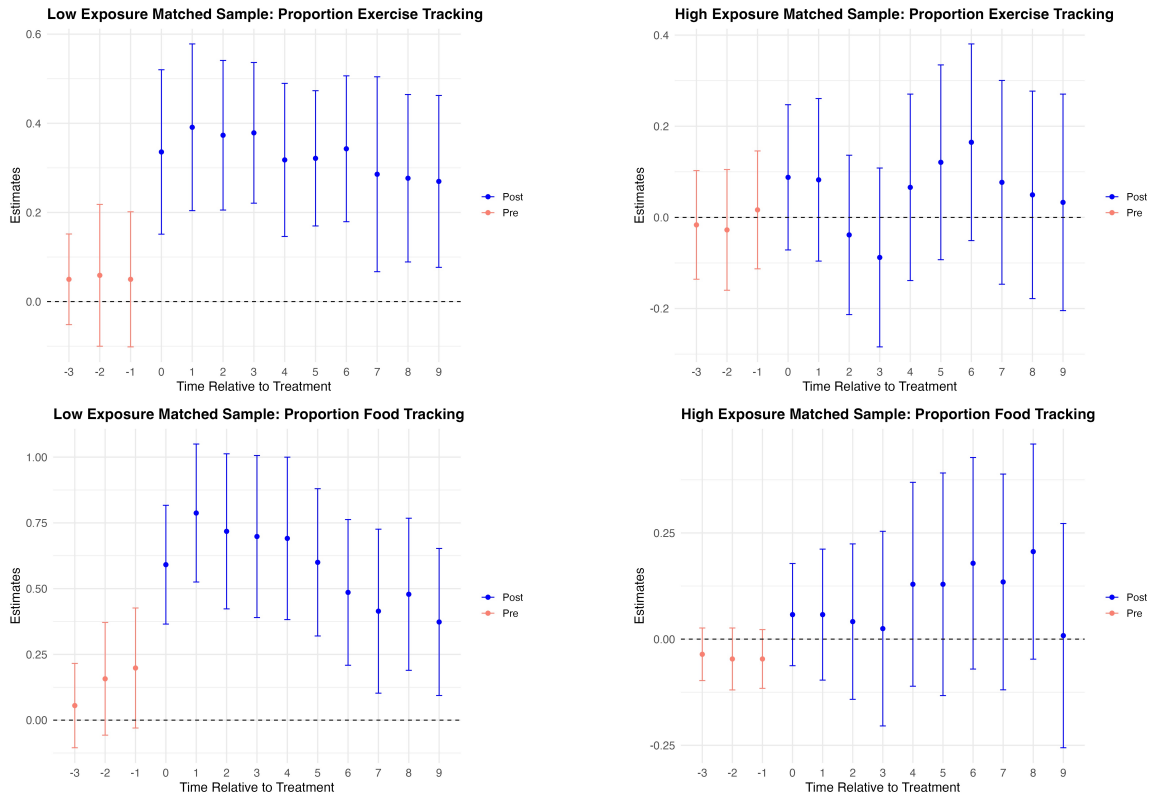 Low Exposure Matched Sample: Proportion Exercise Tracking
0.6
0.4
0.2
0.0
Estimates
-3 -2 -1 0 1 2 3 4 5 6 7 8 9
Time Relative to Treatment
Post
Pre
High Exposure Matched Sample: Proportion Exercise Tracking
0.4
0.2
0.0
-0.2
Estimates
-3 -2 -1 0 1 2 3 4 5 6 7 8 9
Time Relative to Treatment
Post
Pre
Low Exposure Matched Sample: Proportion Food Tracking
1.00
0.75
0.50
0.25
0.00
Estimates
-3 -2 -1 0 1 2 3 4 5 6 7 8 9
Time Relative to Treatment
Post
Pre
High Exposure Matched Sample: Proportion Food Tracking
0.25
0.00
-0.25
Estimates
-3 -2 -1 0 1 2 3 4 5 6 7 8 9
Time Relative to Treatment
Post
Pre